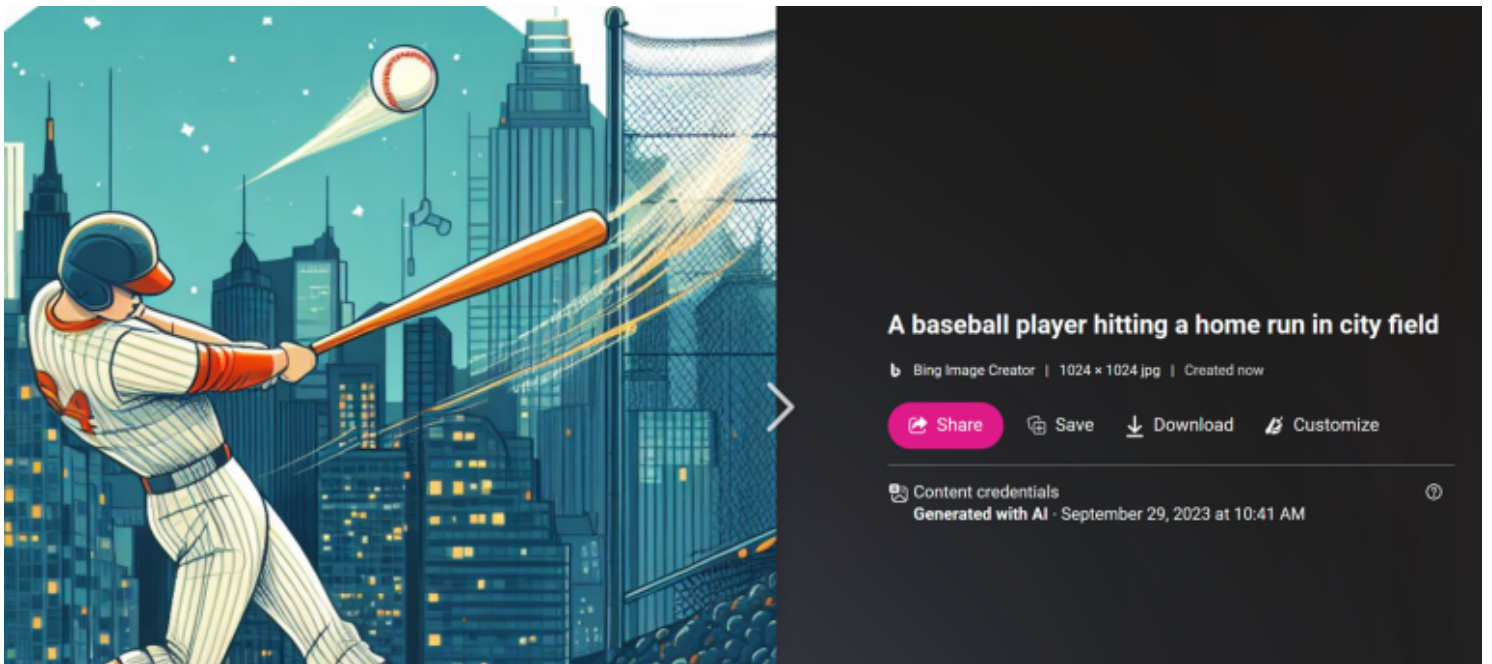 A baseball player hitting a home run in city field
Bing Image Creator | 1024 × 1024 jpg | Created now
Share Save Download Customize
Content credentials
Generated with AI · September 29, 2023 at 10:41 AM